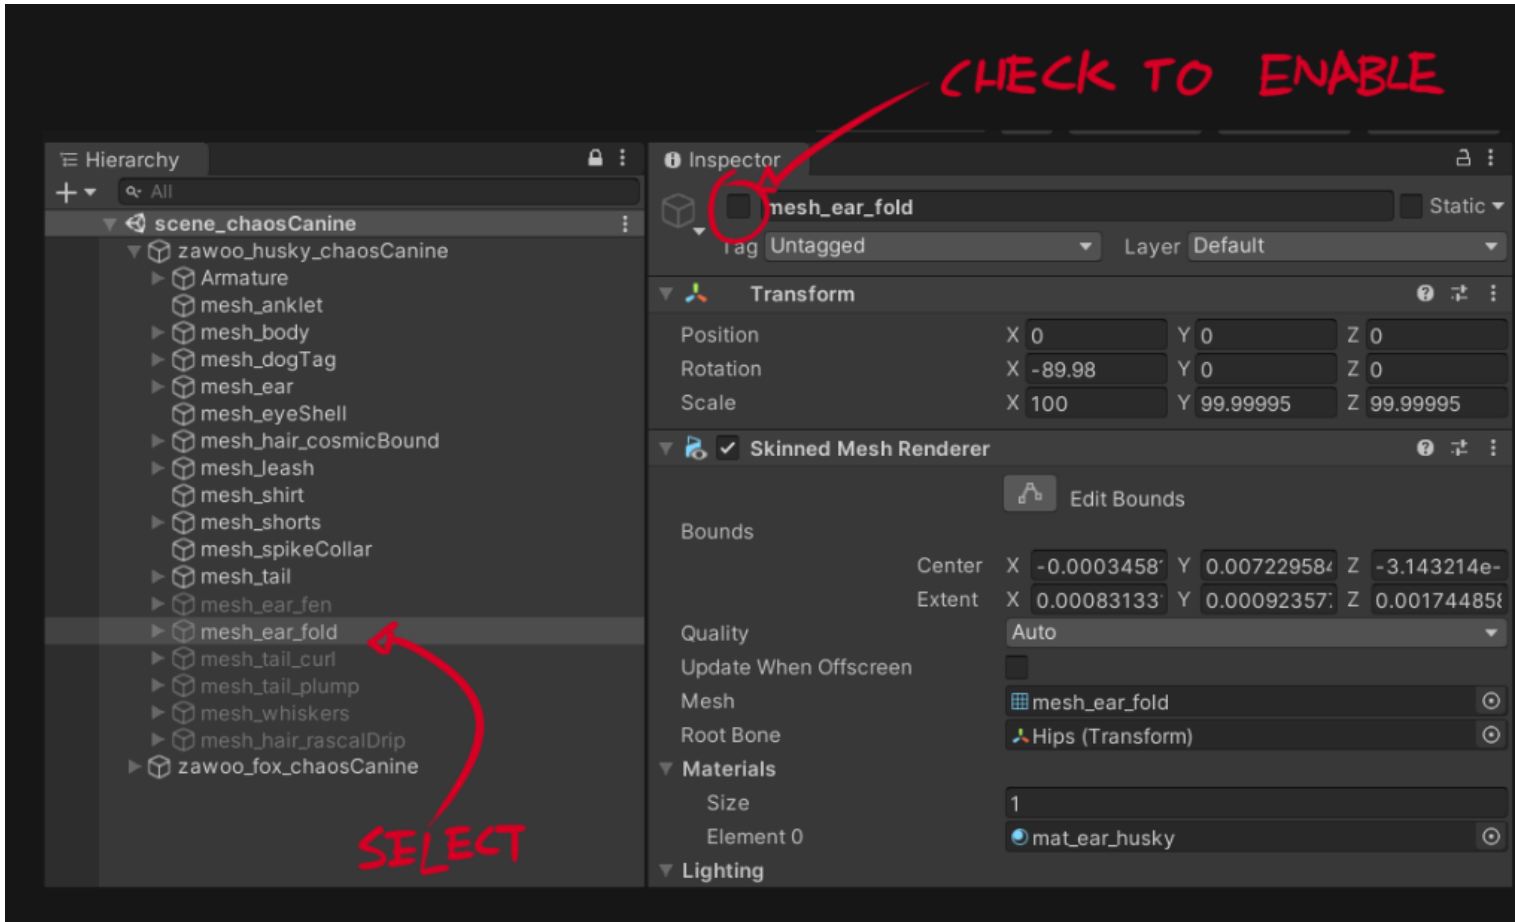 CHECK TO ENABLE
Hierarchy
All
scene_chaosCanine
zawoo_husky_chaosCanine
Armature
mesh_anklet
mesh_body
mesh_dogTag
mesh_ear
mesh_eyeShell
mesh_hair_cosmicBound
mesh_leash
mesh_shirt
mesh_shorts
mesh_spikeCollar
mesh_tail
mesh_ear_fen
mesh_ear_fold
mesh_tail_curl
mesh_tail_plump
mesh_whiskers
mesh_hair_rascalDrip
zawoo_fox_chaosCanine
SELECT
Inspector
mesh_ear_fold Static
Tag Untagged Layer Default
Transform
Position X 0 Y 0 Z 0
Rotation X -89.98 Y 0 Z 0
Scale X 100 Y 99.99995 Z 99.99995
Skinned Mesh Renderer
Edit Bounds
Bounds
Center X -0.0003458 Y 0.00722958 Z -3.143214e-
Extent X 0.00083133 Y 0.00092357 Z 0.00174485
Quality Auto
Update When Offscreen
Mesh mesh_ear_fold
Root Bone Hips (Transform)
Materials
Size 1
Element 0 mat_ear_husky
Lighting